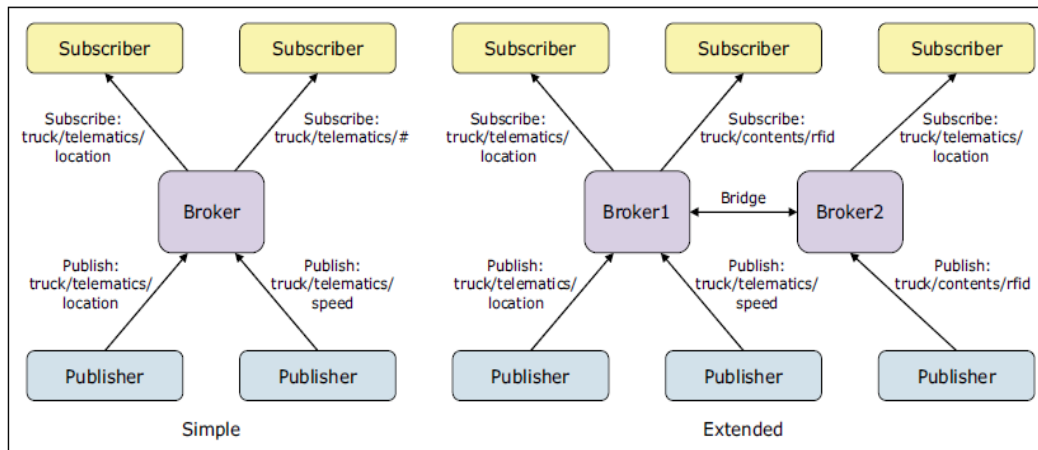 Subscriber
Subscriber
Subscriber
Subscriber
Subscriber
Subscribe:
truck/telematics/
location
Subscribe:
truck/telematics/#
Subscribe:
truck/telematics/
location
Subscribe:
truck/contents/rfid
Subscribe:
truck/telematics/
location
Broker
Broker1
Bridge
Broker2
Publish:
truck/telematics/
location
Publish:
truck/telematics/
speed
Publish:
truck/telematics/
location
Publish:
truck/telematics/
speed
Publish:
truck/contents/rfid
Publisher
Publisher
Publisher
Publisher
Publisher
Simple
Extended